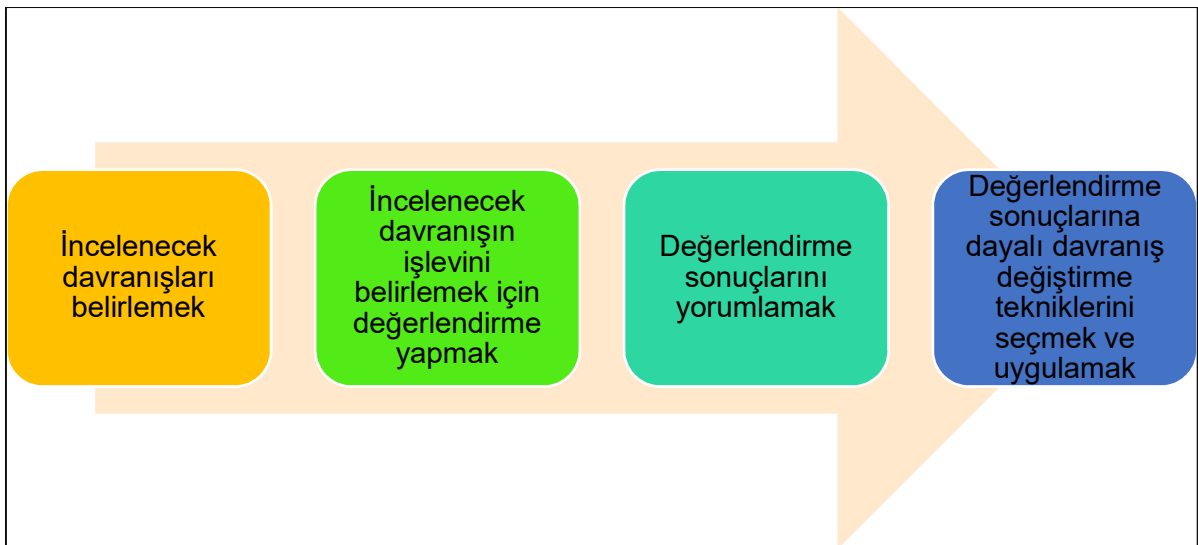 İncelenecek
davranışları
belirlemek
İncelenecek
davranışın
işlevini
belirlemek için
değerlendirme
yapmak
Değerlendirme
sonuçlarını
yorumlamak
Değerlendirme
sonuçlarına
dayalı davranış
değiştirme
tekniklerini
seçmek ve
uygulamak